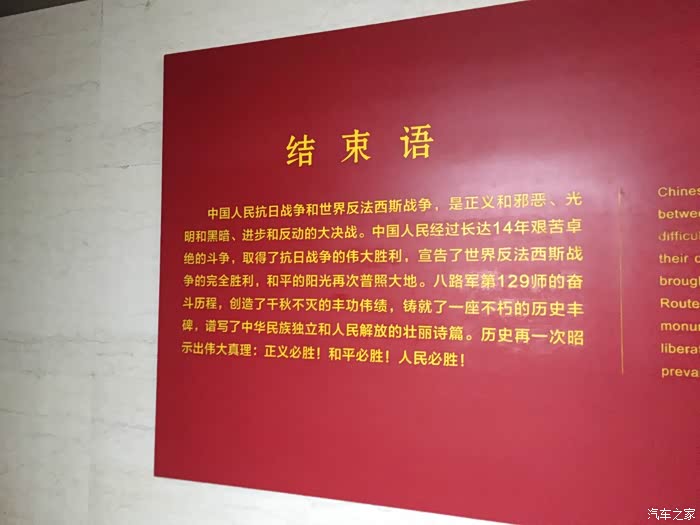 结束语
中国人民抗日战争和世界反法西斯战争，是正义和邪恶、光
明和黑暗、进步和反动的大决战。中国人民经过长达14年艰苦卓
绝的斗争，取得了抗日战争的伟大胜利，宣告了世界反法西斯战
争的完全胜利，和平的阳光再次普照大地。八路军第129师的奋
斗历程，创造了千秋不灭的丰功伟绩，铸就了一座不朽的历史丰
碑，谱写了中华民族独立和人民解放的壮丽诗篇。历史再一次昭
示出伟大真理：正义必胜！和平必胜！人民必胜！
Chines
betwee
difficul
their c
brough
Route
monur
liberat
prevai
汽车之家